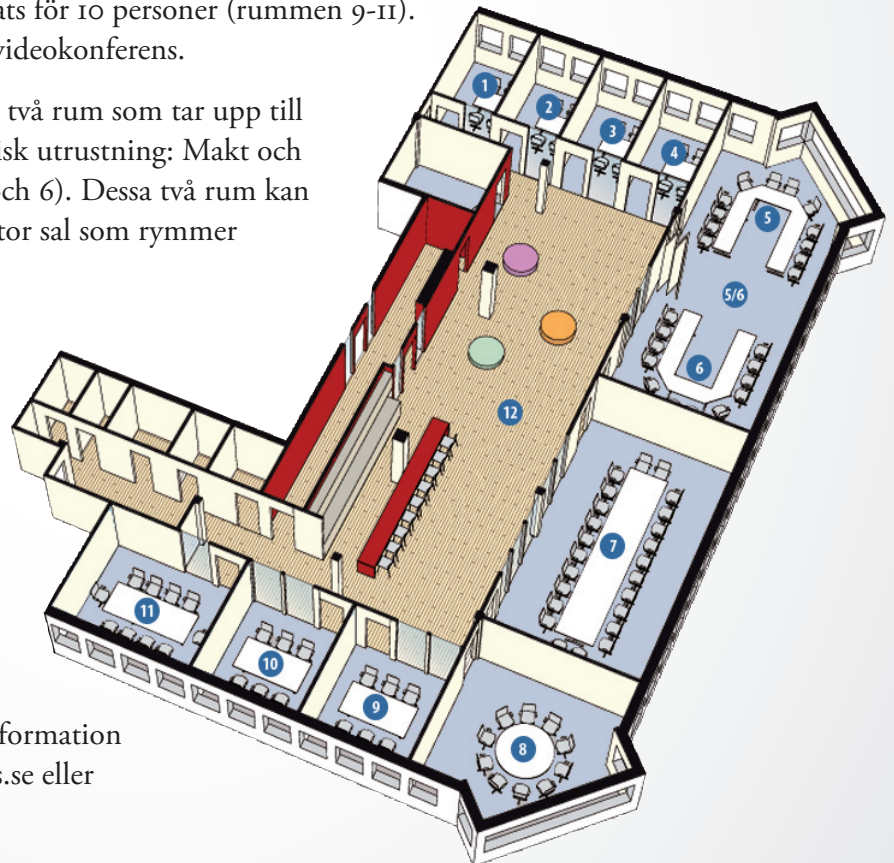 ats för 10 personer (rummen 9-11).
videokonferens.
två rum som tar upp till
isk utrustning: Makt och
och 6). Dessa två rum kan
tor sal som rymmer
1
2
3
4
5
5/6
6
12
7
11
10
9
8
formation
s.se eller